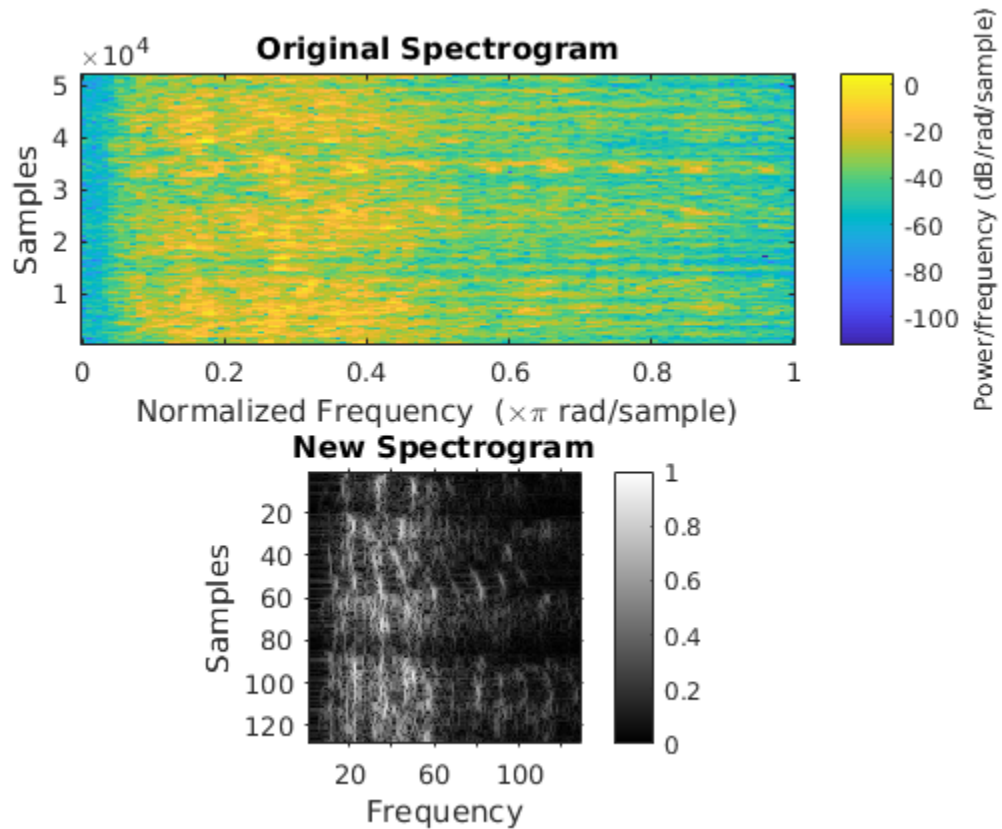 Original Spectrogram
×10⁴
5
4
3
2
1
Samples
0 0.2 0.4 0.6 0.8 1
Normalized Frequency (×π rad/sample)
0
-20
-40
-60
-80
-100
Power/frequency (dB/rad/sample)
New Spectrogram
20
40
60
80
100
120
Samples
20 60 100
Frequency
1
0.8
0.6
0.4
0.2
0